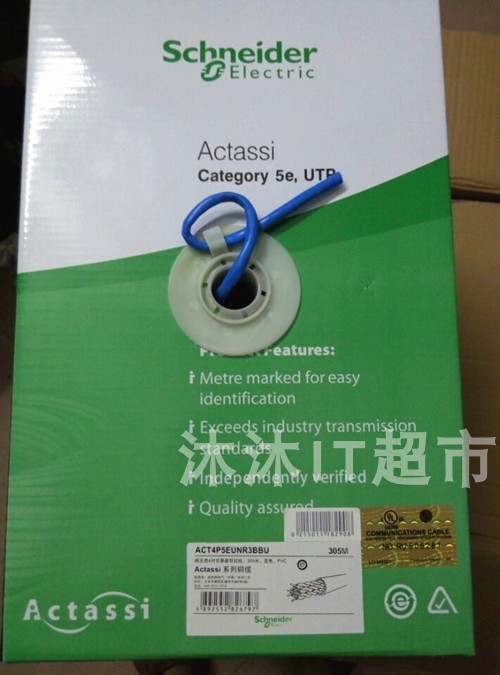 Schneider
Electric
Actassi
Category 5e, UTP
Features:
Metre marked for easy
identification
Exceeds industry transmission
standards
Independently verified
Quality assured
沐沐IT超市
ACT4P5EUNR3BBU
305M
Actassi 系列铜缆
Schneider
COMMUNICATIONS CABLE
Actassi